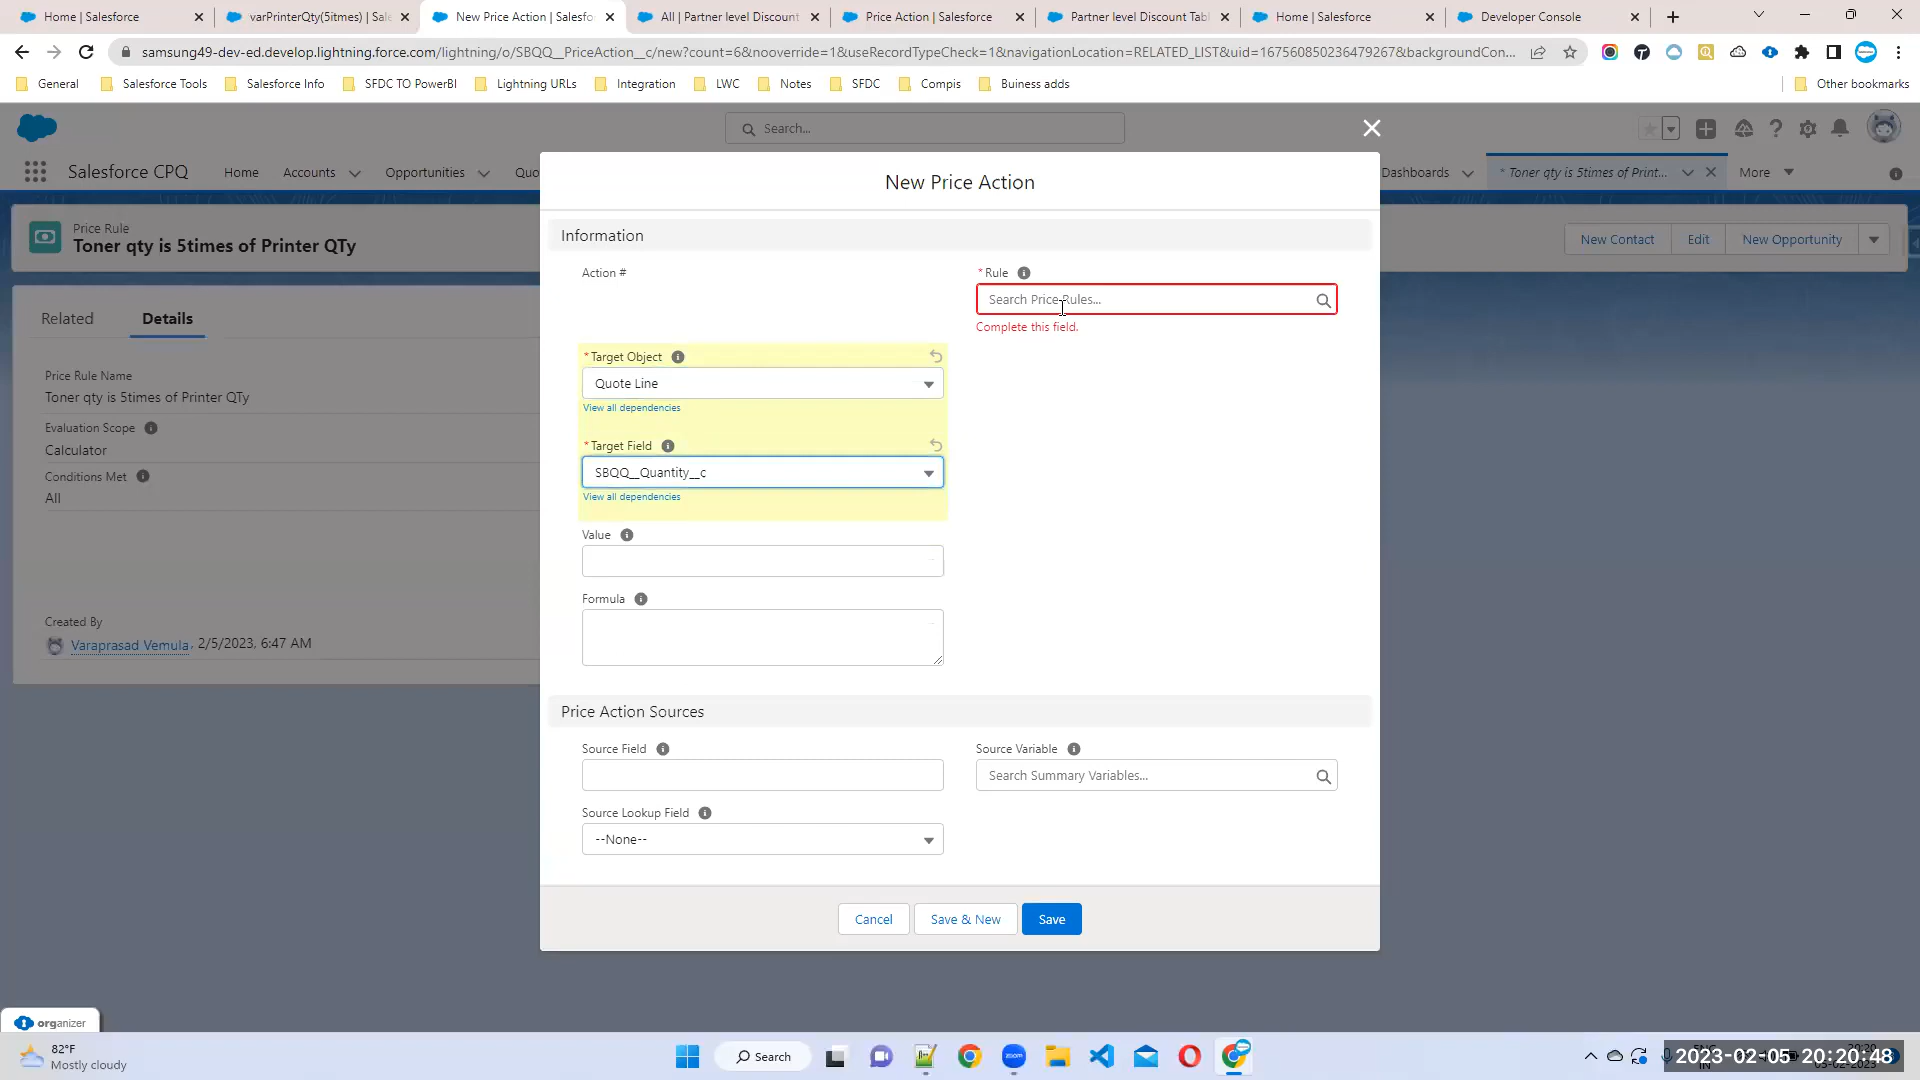 Home | Salesforce
varPrinterQty(5itmes) | Sale
New Price Action | Salesfo
All | Partner level Discount
Price Action | Salesforce
Partner level Discount Tabl
Home | Salesforce
Developer Console
samsung49-dev-ed.develop.lightning.force.com/lightning/o/SBQQ__PriceAction__c/new?count=6&nooverride=1&useRecordTypeCheck=1&navigationLocation=RELATED_LIST&uid=167560850236479267&backgroundCon...
General
Salesforce Tools
Salesforce Info
SFDC TO PowerBI
Lightning URLs
Integration
LWC
Notes
SFDC
Compis
Buiness adds
Other bookmarks
Search...
Salesforce CPQ
Home
Accounts
Opportunities
Quo
Dashboards
* Toner qty is 5times of Print...
More
Price Rule
Toner qty is 5times of Printer QTy
New Contact
Edit
New Opportunity
Related
Details
Price Rule Name
Toner qty is 5times of Printer QTy
Evaluation Scope
Calculator
Conditions Met
All
Created By
Varaprasad Vemula, 2/5/2023, 6:47 AM
New Price Action
Information
Action #
*Rule
Search Price Rules...
Complete this field.
*Target Object
Quote Line
View all dependencies
*Target Field
SBQQ__Quantity__c
View all dependencies
Value
Formula
Price Action Sources
Source Field
Source Variable
Search Summary Variables...
Source Lookup Field
--None--
Cancel
Save & New
Save
organizer
82°F
Mostly cloudy
Search
zoom
2023-02-05 20:20:48